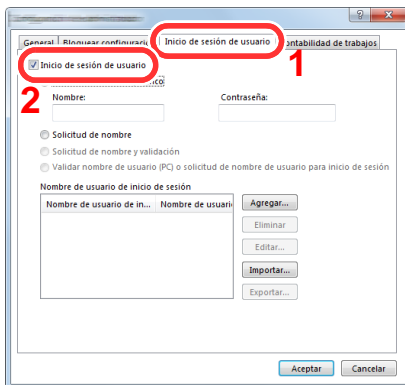 General
Bloquear
Inicio de sesión de usuario
Contabilidad de trabajos
1
Inicio de sesión de usuario
2
Nombre:
Contraseña:
Solicitud de nombre
Solicitud de nombre y validación
Validar nombre de usuario (PC) o solicitud de nombre de usuario para inicio de sesión
Nombre de usuario de inicio de sesión
Nombre de usuario de in... Nombre de usuari
Agregar...
Eliminar
Editar...
Importar...
Exportar...
Aceptar
Cancelar